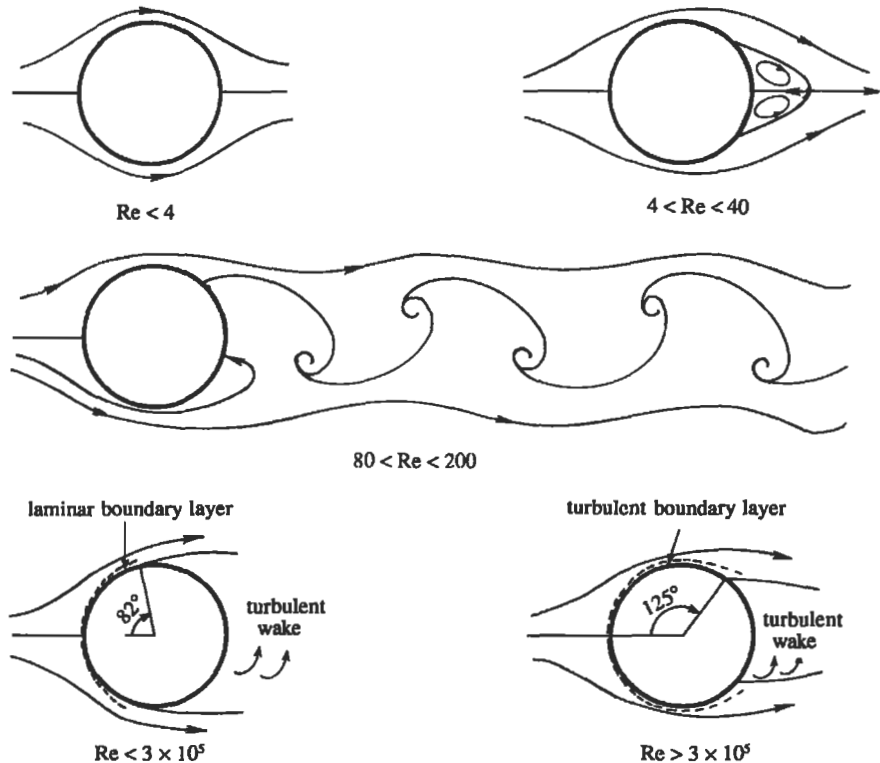 Re < 4
4 < Re < 40
80 < Re < 200
laminar boundary layer
82°
turbulent
wake
Re < 3 × 10⁵
turbulent boundary layer
125°
turbulent
wake
Re > 3 × 10⁵